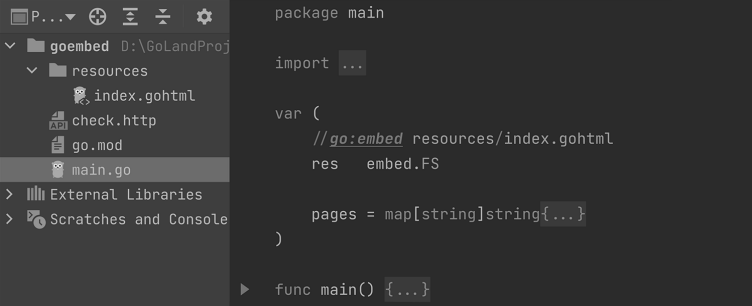 P...
goembed D:\GoLandProj
resources
index.gohtml
check.http
go.mod
main.go
External Libraries
Scratches and Console
package main
import ...
var (
//go:embed resources/index.gohtml
res embed.FS
pages = map[string]string{...}
)
func main() {...}